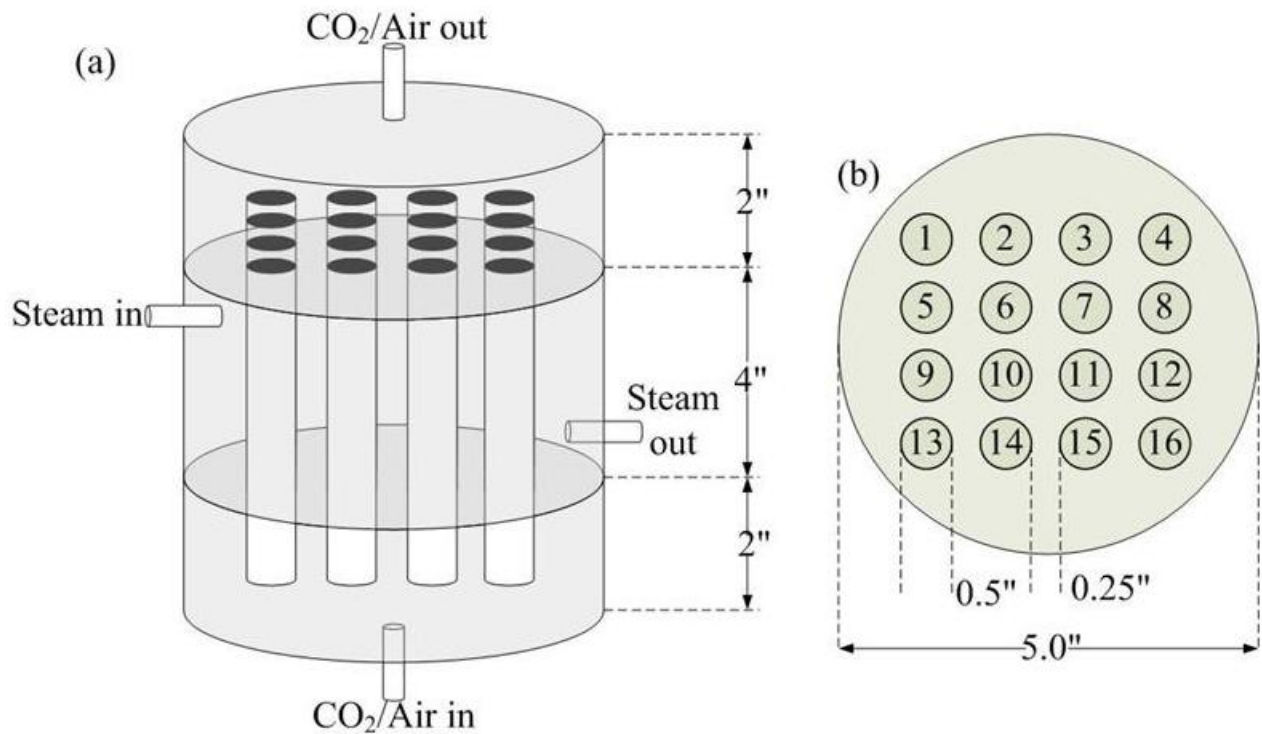 CO₂/Air out
(a)
2"
Steam in
4"
Steam
out
2"
CO₂/Air in
(b)
1 2 3 4
5 6 7 8
9 10 11 12
13 14 15 16
0.5" 0.25"
5.0"